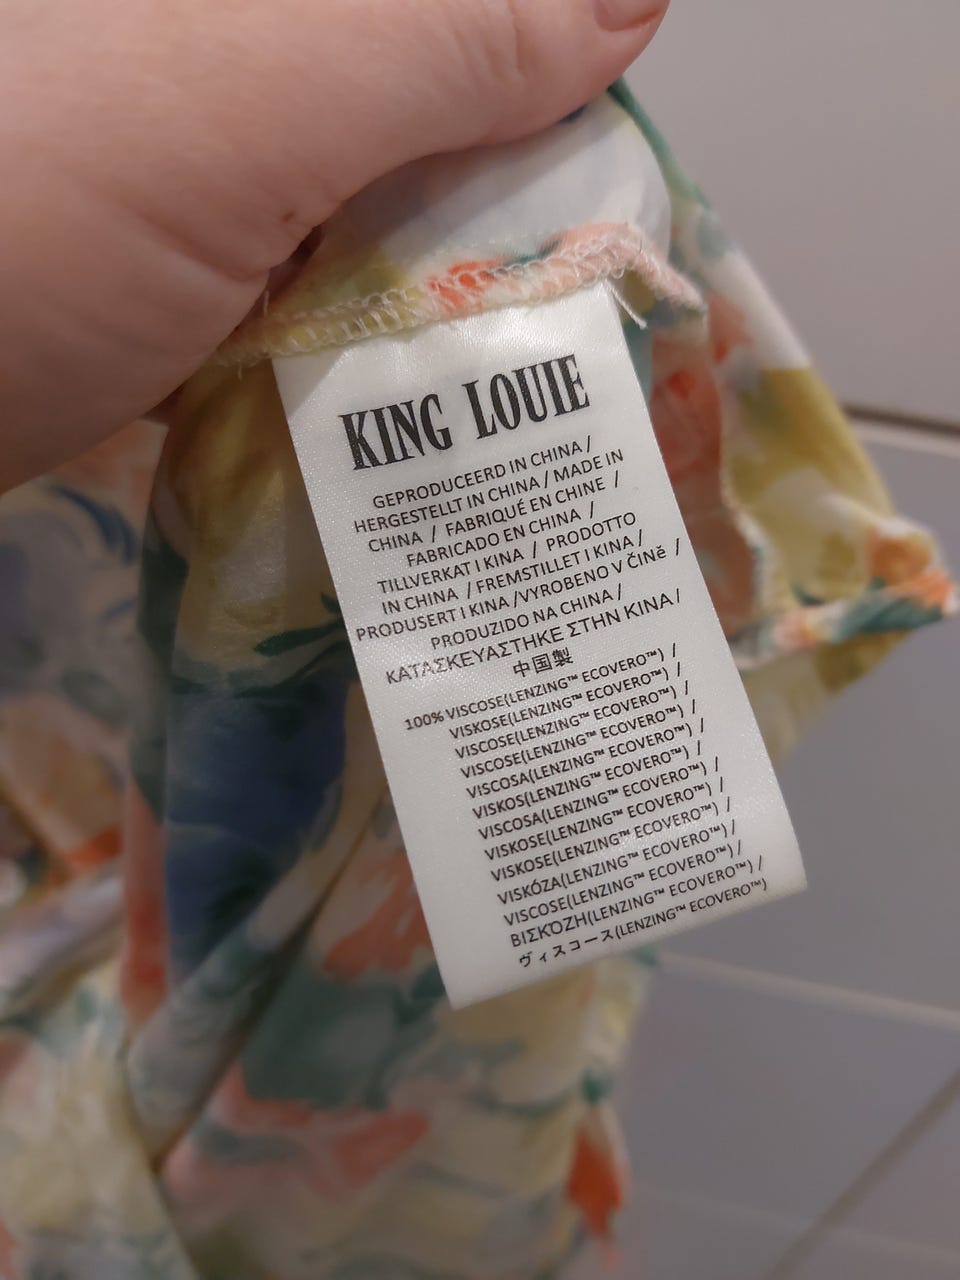 KING LOUIE
GEPRODUCEERD IN CHINA /
HERGESTELLT IN CHINA / MADE IN
CHINA / FABRIQUÉ EN CHINE /
FABRICADO EN CHINA /
TILLVERKAT I KINA / PRODOTTO
IN CHINA / FREMSTILLET I KINA /
PRODUSERT I KINA /VYROBENO V ČINě /
PRODUZIDO NA CHINA /
ΚΑΤΑΣΚΕΥΑΣΤΗΚΕ ΣΤΗΝ ΚΙΝΑ /
中国製
100% VISCOSE(LENZING™ ECOVERO™) /
VISKOSE(LENZING™ ECOVERO™) /
VISCOSE(LENZING™ ECOVERO™) /
VISCOSE(LENZING™ ECOVERO™) /
VISCOSA(LENZING™ ECOVERO™) /
VISKOS(LENZING™ ECOVERO™) /
VISCOSA(LENZING™ ECOVERO™) /
VISKOSE(LENZING™ ECOVERO™) /
VISKOSE(LENZING™ ECOVERO™) /
VISKÓZA(LENZING™ ECOVERO™) /
VISCOSE(LENZING™ ECOVERO™) /
ΒΙΣΚΌΖΗ(LENZING™ ECOVERO™) /
ヴィスコース(LENZING™ ECOVERO™)